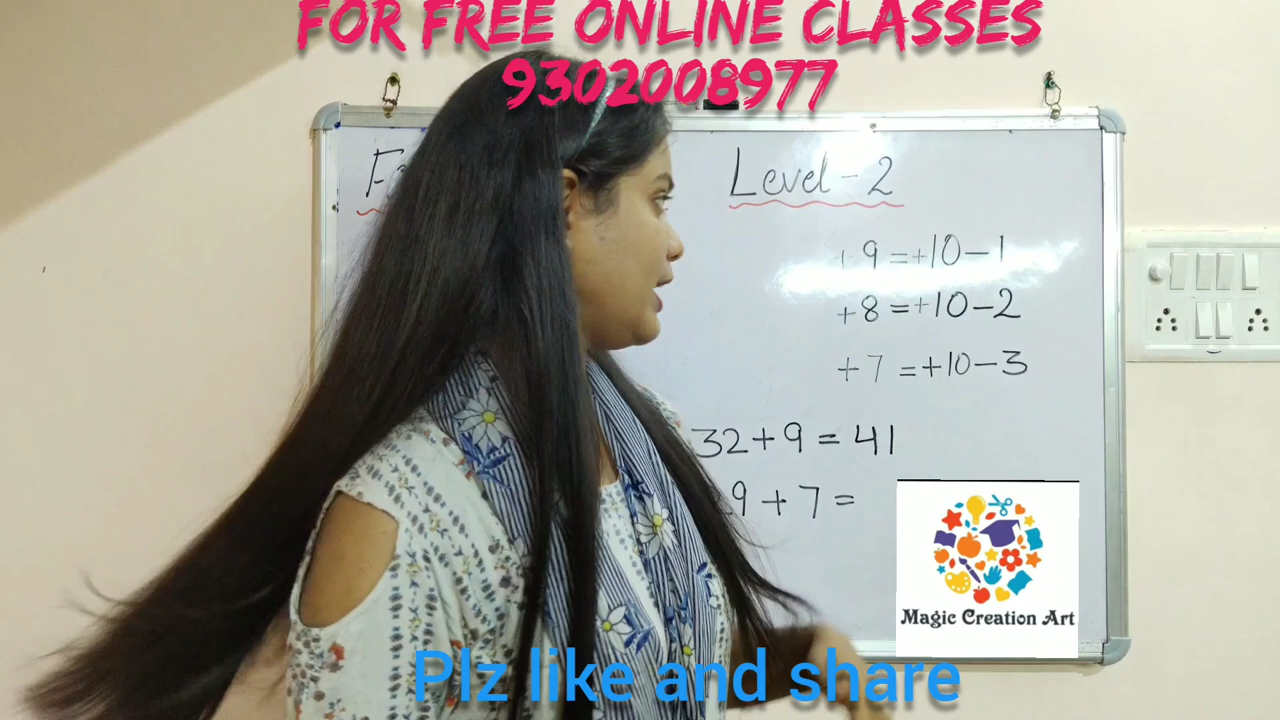 FOR FREE ONLINE CLASSES
9302008977
Level-2
+9=+10-1
+8=+10-2
+7=+10-3
32+9=41
9+7=
Magic Creation Art
Plz like and share